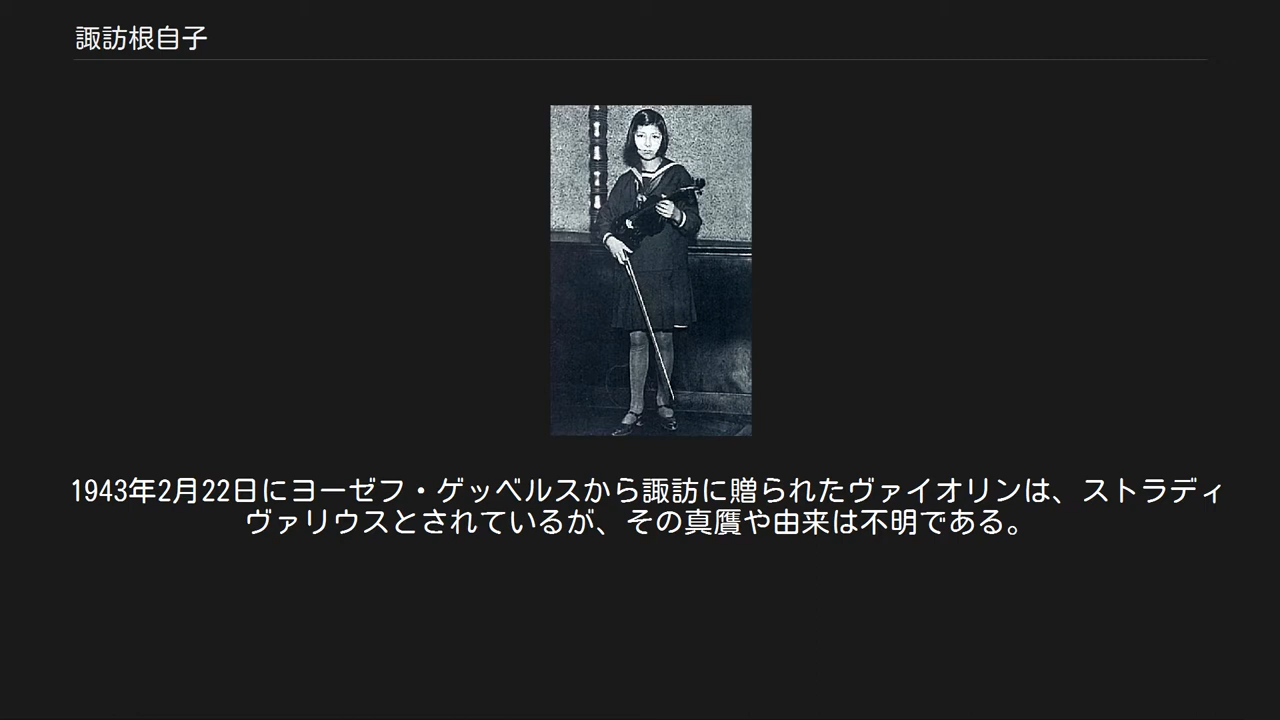 諏訪根自子
1943年2月22日にヨーゼフ・ゲッベルスから諏訪に贈られたヴァイオリンは、ストラディ
ヴァリウスとされているが、その真贋や由来は不明である。